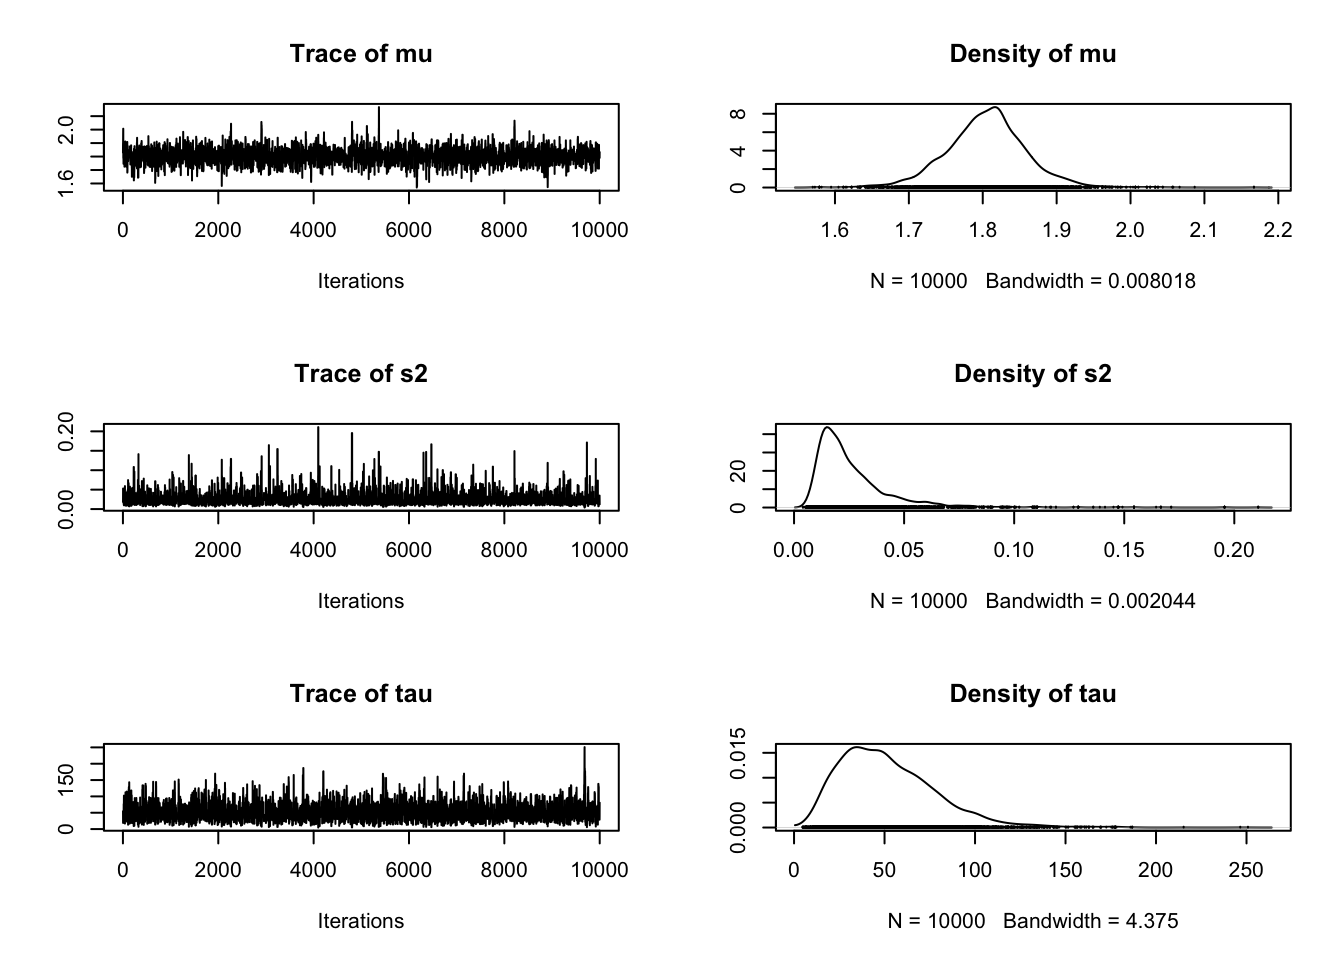 Trace of mu
2.0
1.6
0 2000 4000 6000 8000 10000
Iterations
Density of mu
8
4
0
1.6 1.7 1.8 1.9 2.0 2.1 2.2
N = 10000 Bandwidth = 0.008018
Trace of s2
0.20
0.00
0 2000 4000 6000 8000 10000
Iterations
Density of s2
20
0
0.00 0.05 0.10 0.15 0.20
N = 10000 Bandwidth = 0.002044
Trace of tau
150
0
0 2000 4000 6000 8000 10000
Iterations
Density of tau
0.015
0.000
0 50 100 150 200 250
N = 10000 Bandwidth = 4.375